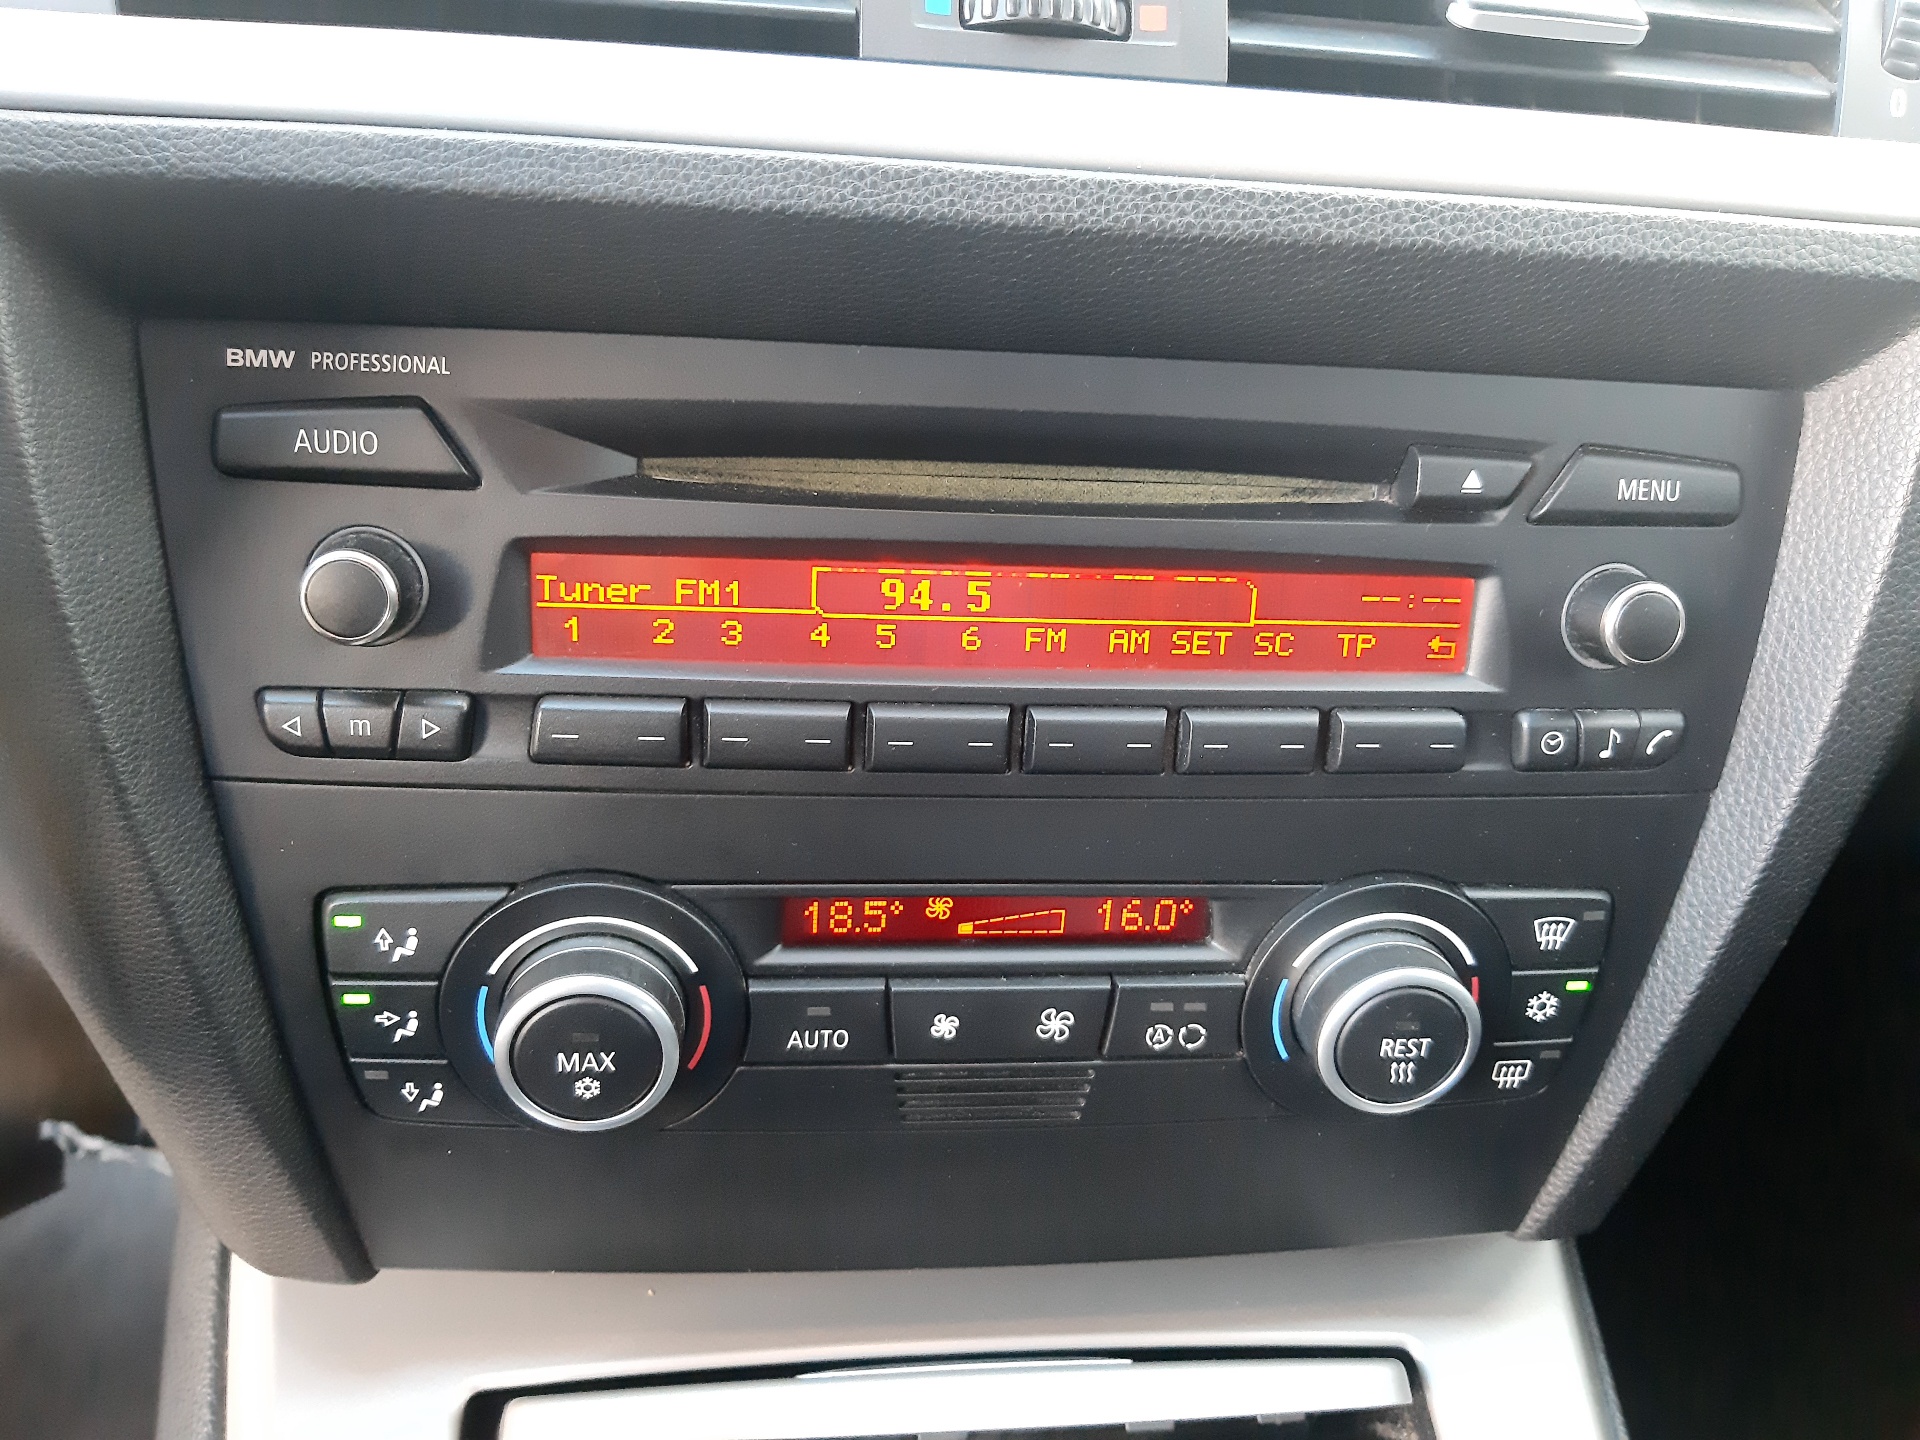 BMW PROFESSIONAL
AUDIO
MENU
Tuner FM1 94.5 --:--
1 2 3 4 5 6 FM AM SET SC TP
m
18.5° 16.0°
AUTO
A
MAX
REST